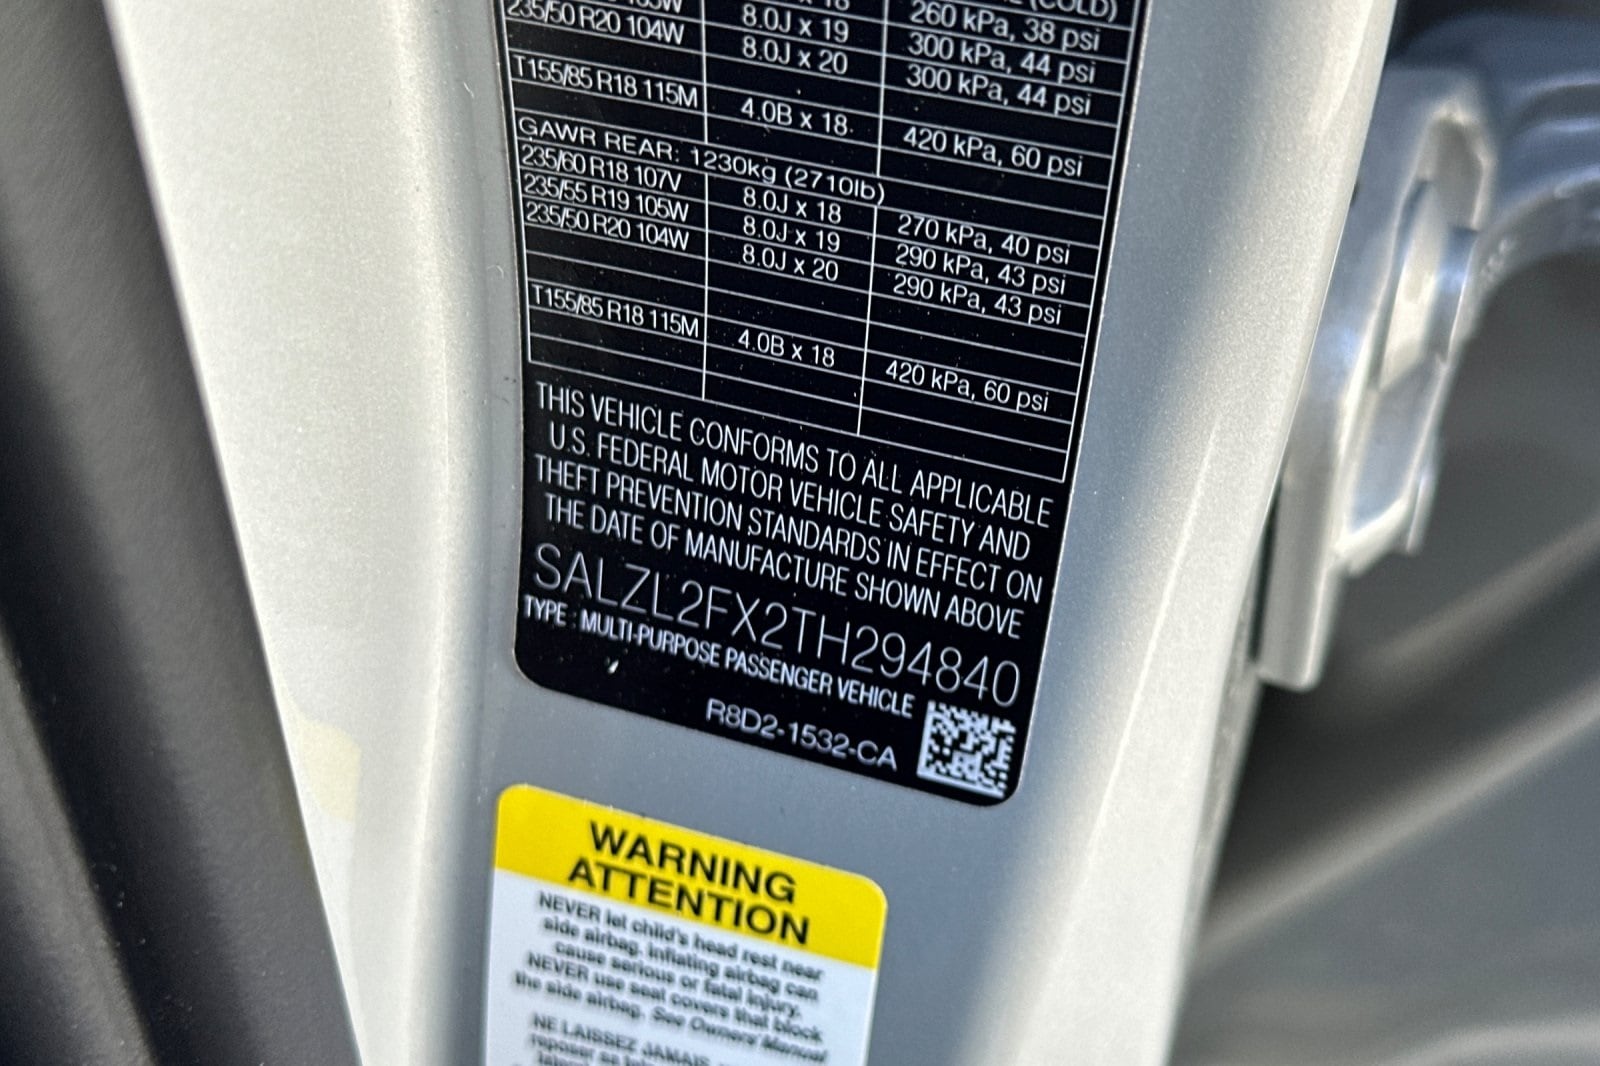 (COLD)
260 kPa, 38 psi
8.0J x 19 300 kPa, 44 psi
235/50 R20 104W 8.0J x 20 300 kPa, 44 psi
T155/85 R18 115M 4.0B x 18 420 kPa, 60 psi
GAWR REAR: 1230kg (2710lb)
235/60 R18 107V 8.0J x 18 270 kPa, 40 psi
235/55 R19 105W 8.0J x 19 290 kPa, 43 psi
235/50 R20 104W 8.0J x 20 290 kPa, 43 psi
T155/85 R18 115M 4.0B x 18 420 kPa, 60 psi
THIS VEHICLE CONFORMS TO ALL APPLICABLE
U.S. FEDERAL MOTOR VEHICLE SAFETY AND
THEFT PREVENTION STANDARDS IN EFFECT ON
THE DATE OF MANUFACTURE SHOWN ABOVE
SALZL2FX2TH294840
TYPE : MULTI-PURPOSE PASSENGER VEHICLE
R8D2-1532-CA
WARNING
ATTENTION
NEVER let child's head rest near
side airbag. Inflating airbag can
cause serious or fatal injury.
NEVER use seat covers that block
the side airbag. See Owners Manual
NE LAISSEZ JAMAIS
reposer sa